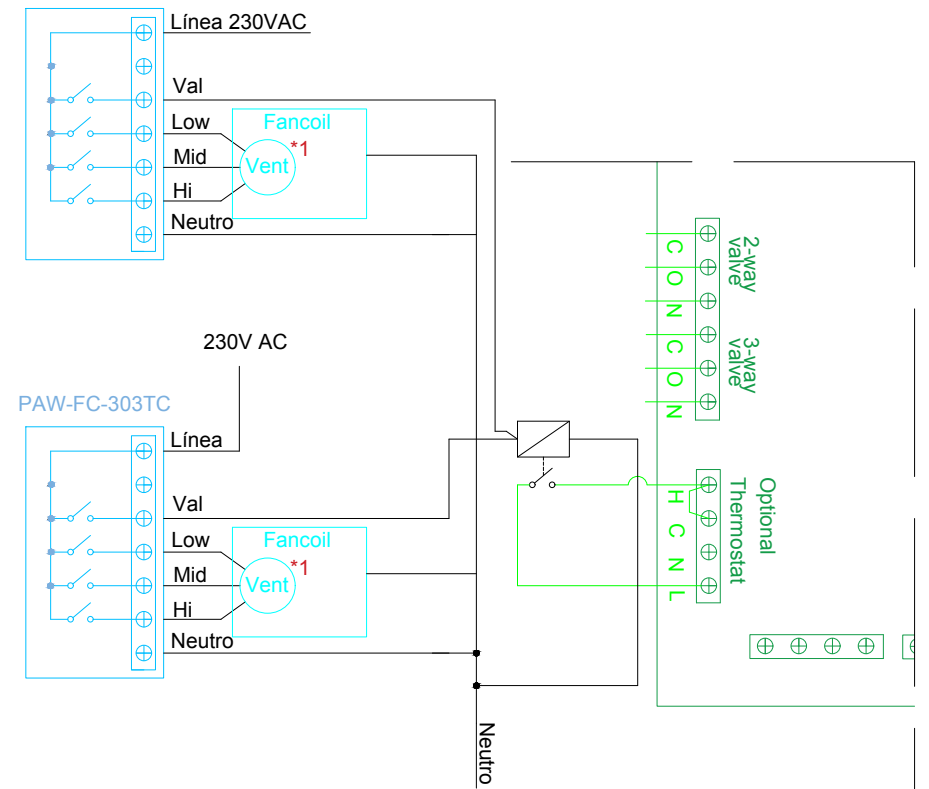 Línea 230VAC
Val
Low
Mid
Hi
Neutro
Fancoil
*1
Vent
230V AC
PAW-FC-303TC
Línea
Val
Low
Mid
Hi
Neutro
Fancoil
*1
Vent
Neutro
2-way
valve
C O N
3-way
valve
C O N
Optional
Thermostat
H C N L